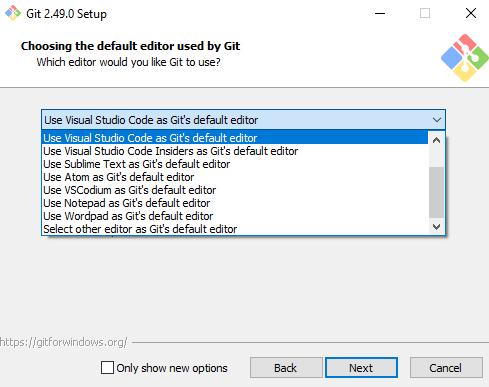 Git 2.49.0 Setup
Choosing the default editor used by Git
Which editor would you like Git to use?
Use Visual Studio Code as Git's default editor
Use Visual Studio Code as Git's default editor
Use Visual Studio Code Insiders as Git's default editor
Use Sublime Text as Git's default editor
Use Atom as Git's default editor
Use VSCodium as Git's default editor
Use Notepad as Git's default editor
Use Wordpad as Git's default editor
Select other editor as Git's default editor
https://gitforwindows.org/
Only show new options
Back
Next
Cancel